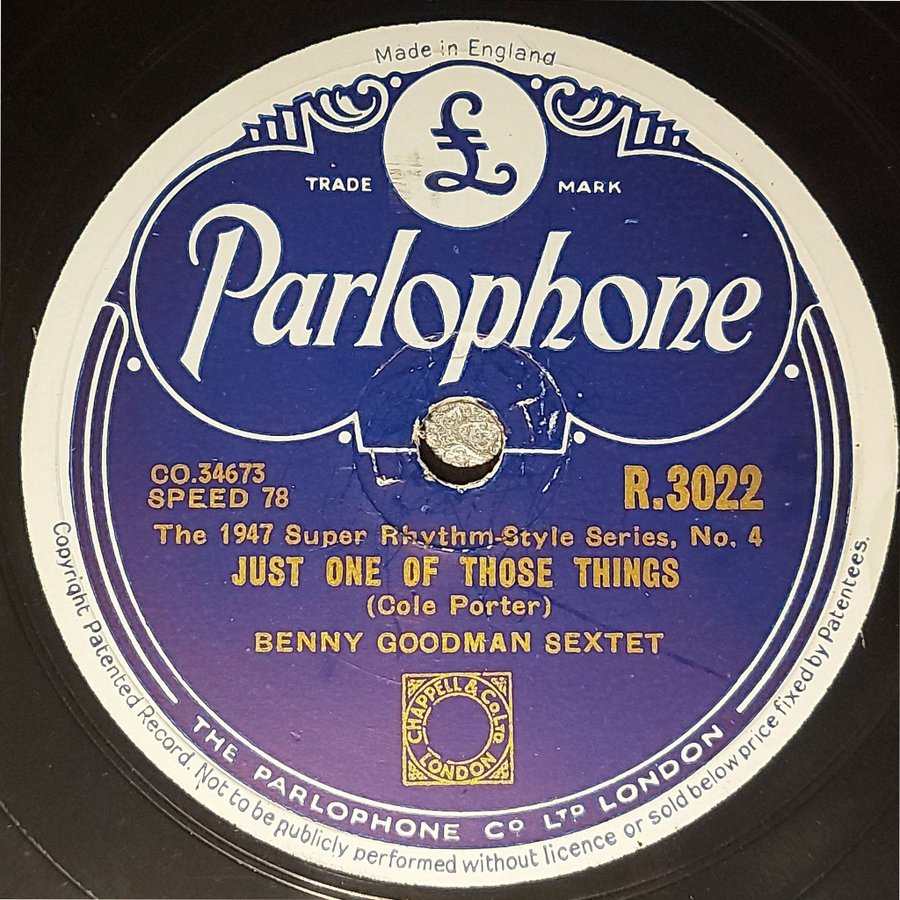 Made in England
£
TRADE MARK
Parlophone
CO.34673
SPEED 78
R.3022
The 1947 Super Rhythm-Style Series, No. 4
JUST ONE OF THOSE THINGS
(Cole Porter)
BENNY GOODMAN SEXTET
CHAPPELL & CO LTD
LONDON
THE PARLOPHONE CO LTD LONDON
Copyright Patented Record. Not to be publicly performed without licence or sold below price fixed by Patentees.